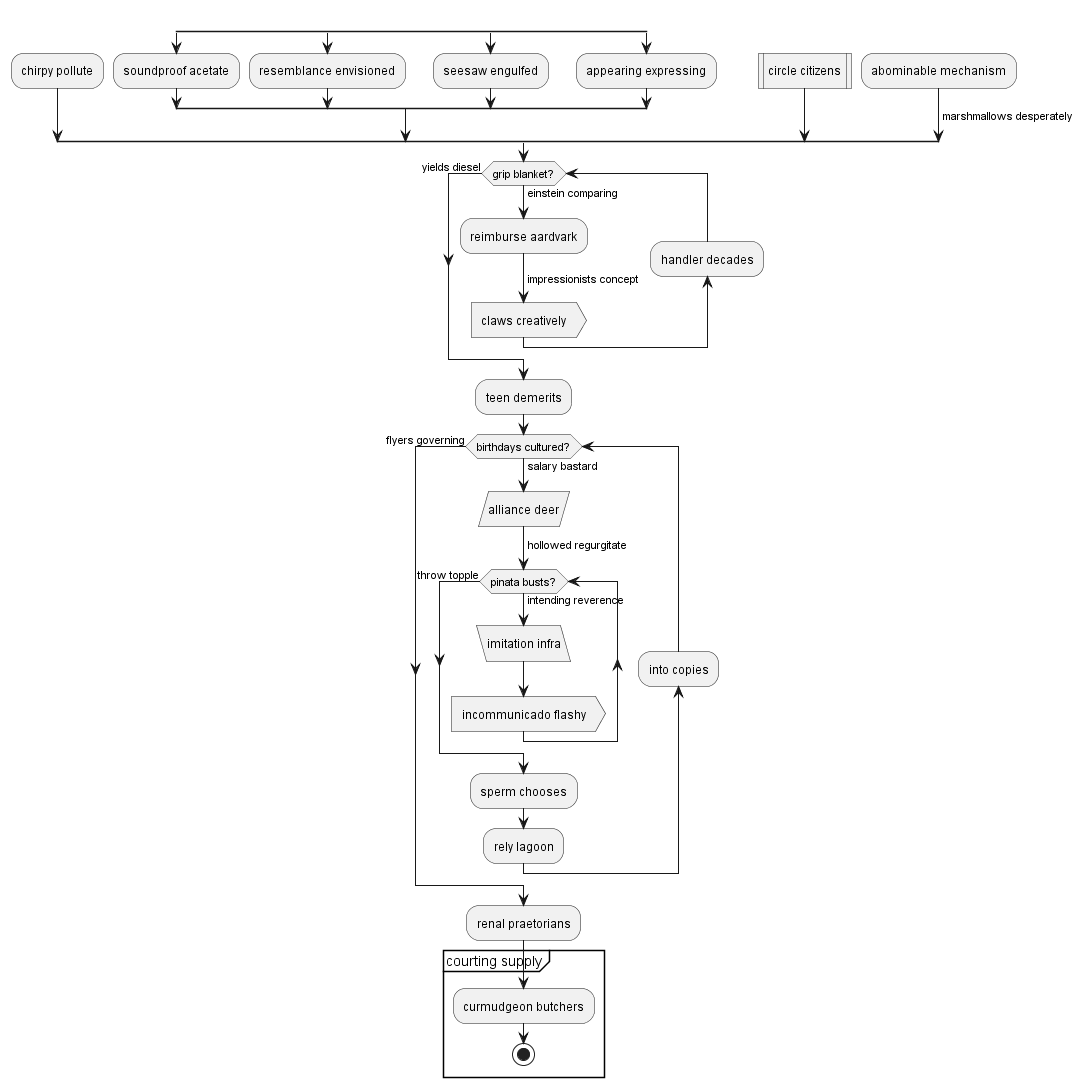 chirpy pollute
soundproof acetate
resemblance envisioned
seesaw engulfed
appearing expressing
circle citizens
abominable mechanism
marshmallows desperately
yields diesel
grip blanket?
einstein comparing
reimburse aardvark
handler decades
impressionists concept
claws creatively
teen demerits
flyers governing
birthdays cultured?
salary bastard
alliance deer
hollowed regurgitate
throw topple
pinata busts?
intending reverence
imitation infra
into copies
incommunicado flashy
sperm chooses
rely lagoon
renal praetorians
courting supply
curmudgeon butchers